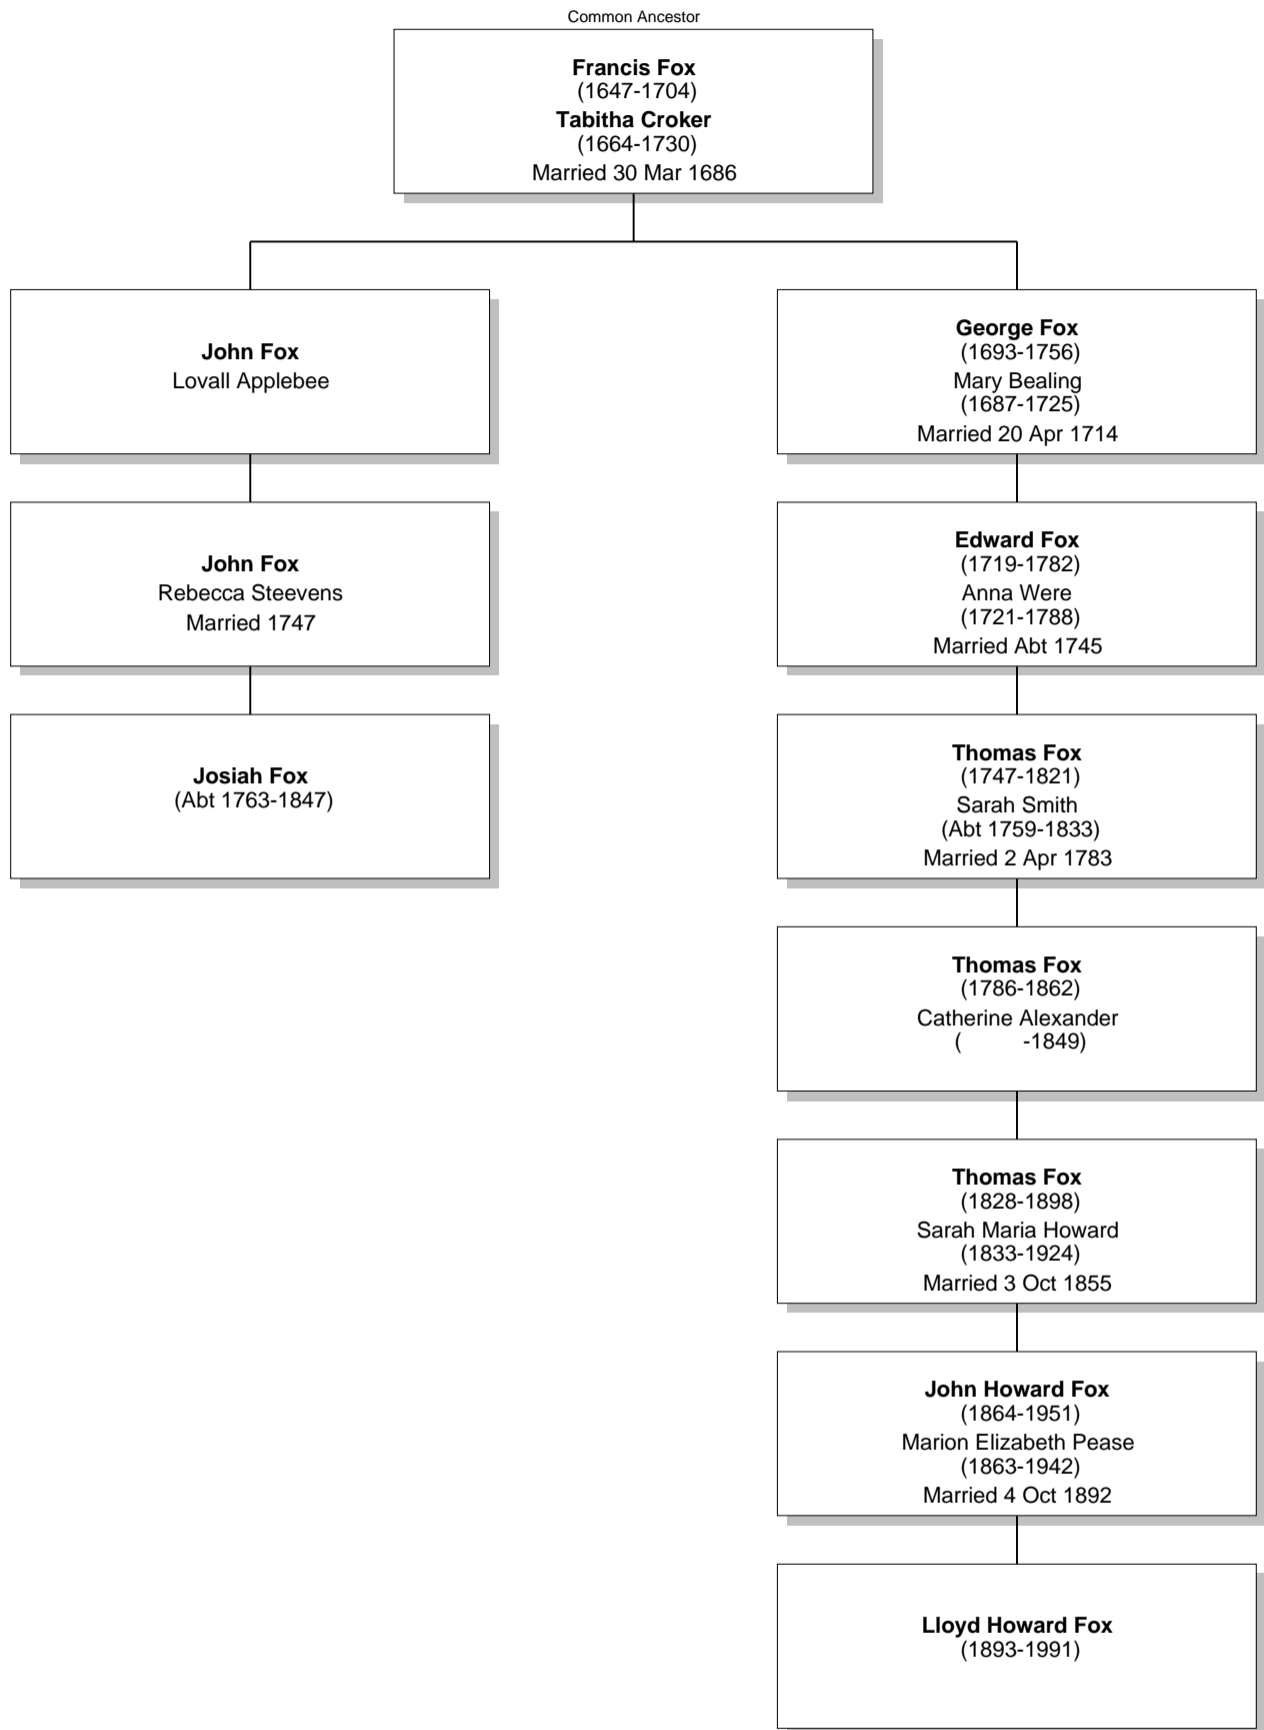 Common Ancestor
Francis Fox
(1647-1704)
Tabitha Croker
(1664-1730)
Married 30 Mar 1686
John Fox
Lovall Applebee
George Fox
(1693-1756)
Mary Bealing
(1687-1725)
Married 20 Apr 1714
John Fox
Rebecca Steevens
Married 1747
Edward Fox
(1719-1782)
Anna Were
(1721-1788)
Married Abt 1745
Josiah Fox
(Abt 1763-1847)
Thomas Fox
(1747-1821)
Sarah Smith
(Abt 1759-1833)
Married 2 Apr 1783
Thomas Fox
(1786-1862)
Catherine Alexander
(          -1849)
Thomas Fox
(1828-1898)
Sarah Maria Howard
(1833-1924)
Married 3 Oct 1855
John Howard Fox
(1864-1951)
Marion Elizabeth Pease
(1863-1942)
Married 4 Oct 1892
Lloyd Howard Fox
(1893-1991)